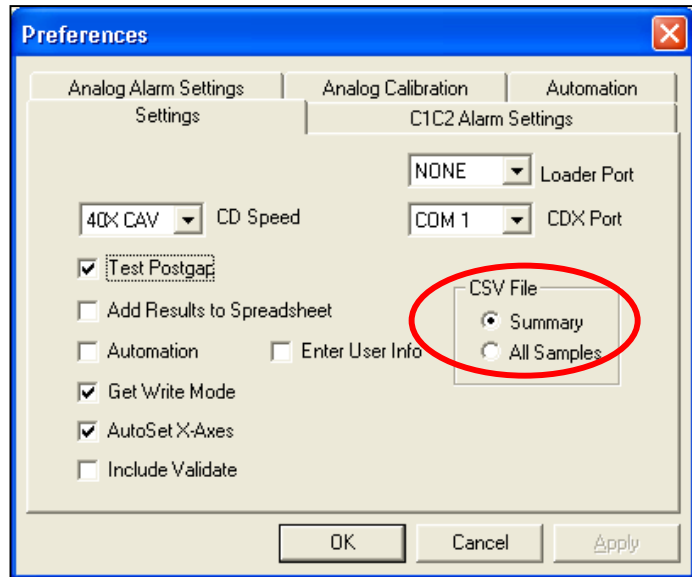 Preferences
Analog Alarm Settings
Analog Calibration
Automation
Settings
C1C2 Alarm Settings
NONE
Loader Port
40X CAV
CD Speed
COM 1
CDX Port
Test Postgap
CSV File
Add Results to Spreadsheet
Summary
Automation
Enter User Info
All Samples
Get Write Mode
AutoSet X-Axes
Include Validate
OK
Cancel
Apply